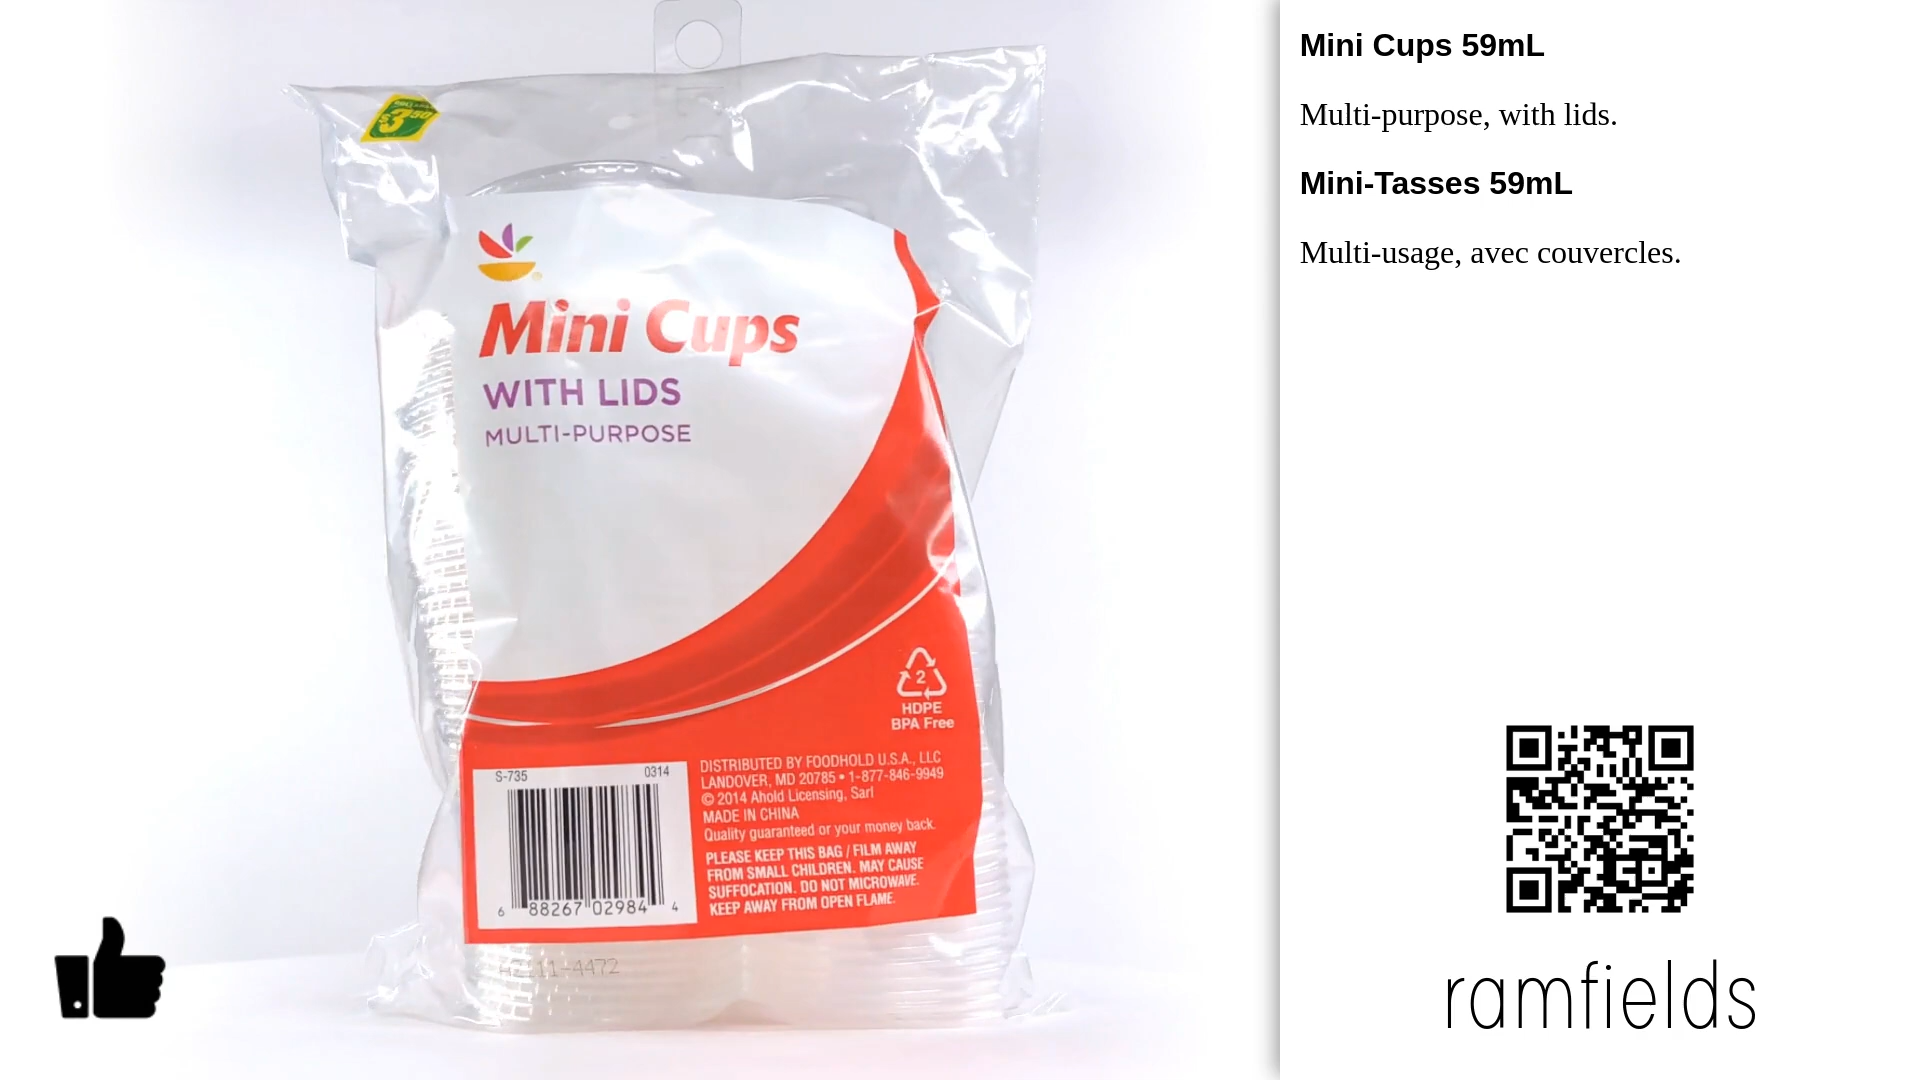 $3.50
Mini Cups
WITH LIDS
MULTI-PURPOSE
2
HDPE
BPA Free
S-735 0314
6 88267 02984 4
DISTRIBUTED BY FOODHOLD U.S.A., LLC
LANDOVER, MD 20785 • 1-877-846-9949
© 2014 Ahold Licensing, Sarl
MADE IN CHINA
Quality guaranteed or your money back.
PLEASE KEEP THIS BAG / FILM AWAY
FROM SMALL CHILDREN. MAY CAUSE
SUFFOCATION. DO NOT MICROWAVE.
KEEP AWAY FROM OPEN FLAME.
Mini Cups 59mL
Multi-purpose, with lids.
Mini-Tasses 59mL
Multi-usage, avec couvercles.
ramfields